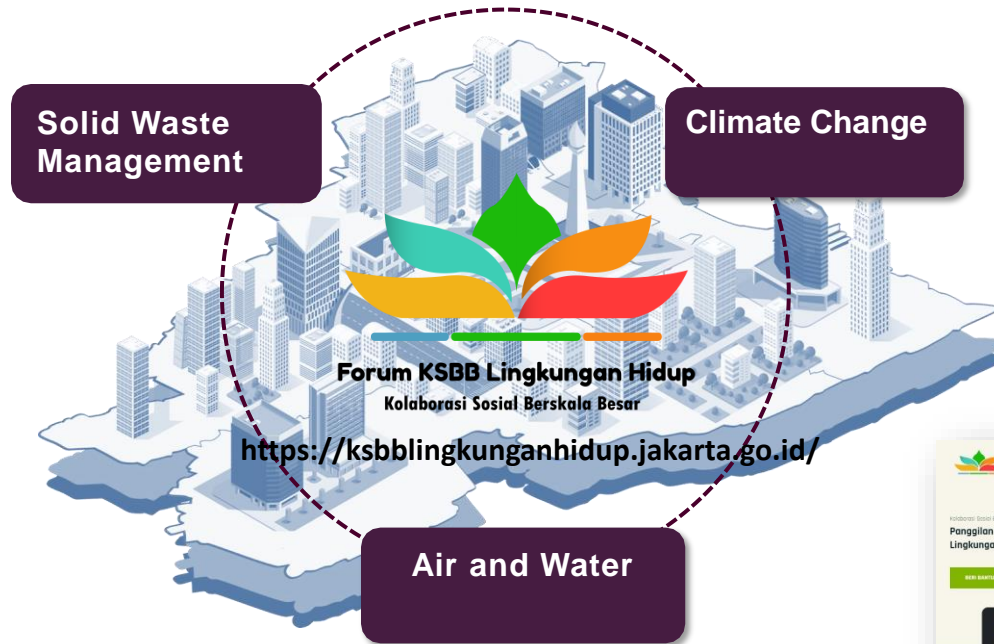 Solid Waste
Management
Climate Change
Forum KSBB Lingkungan Hidup
Kolaborasi Sosial Berskala Besar
https://ksbblingkunganhidup.jakarta.go.id/
Air and Water
Panggilan